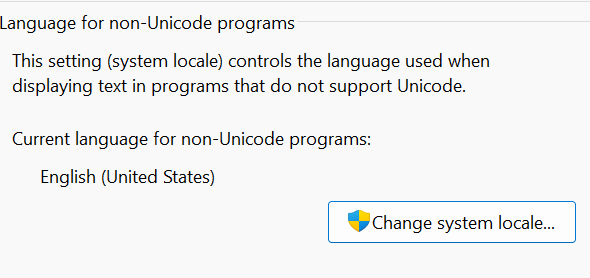 Language for non-Unicode programs
This setting (system locale) controls the language used when
displaying text in programs that do not support Unicode.
Current language for non-Unicode programs:
English (United States)
Change system locale...